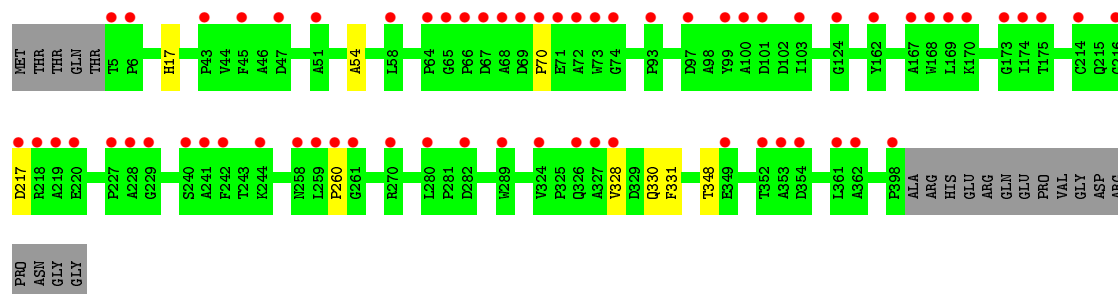 MET THR THR GLN THR T5 P6 H17 P43 V44 F45 A46 D47 A51 A54 L58 P64 G65 P66 D67 A68 D69 P70 E71 A72 W73 G74 P93 D97 A98 Y99 A100 D101 D102 I103 G124 Y162 A167 W168 L169 K170 G173 I174 T175 C214 Q215 C216
D217 R218 A219 E220 P227 A228 G229 S240 A241 F242 T243 K244 N258 L259 P260 G261 R270 L280 P281 D282 W289 V324 P325 Q326 A327 V328 D329 Q330 F331 T348 E349 T352 A353 D354 L361 A362 P398 ALA ARG HIS GLU ARG GLN GLU PRO VAL GLY ASP ARG
PRO ASN GLY GLY